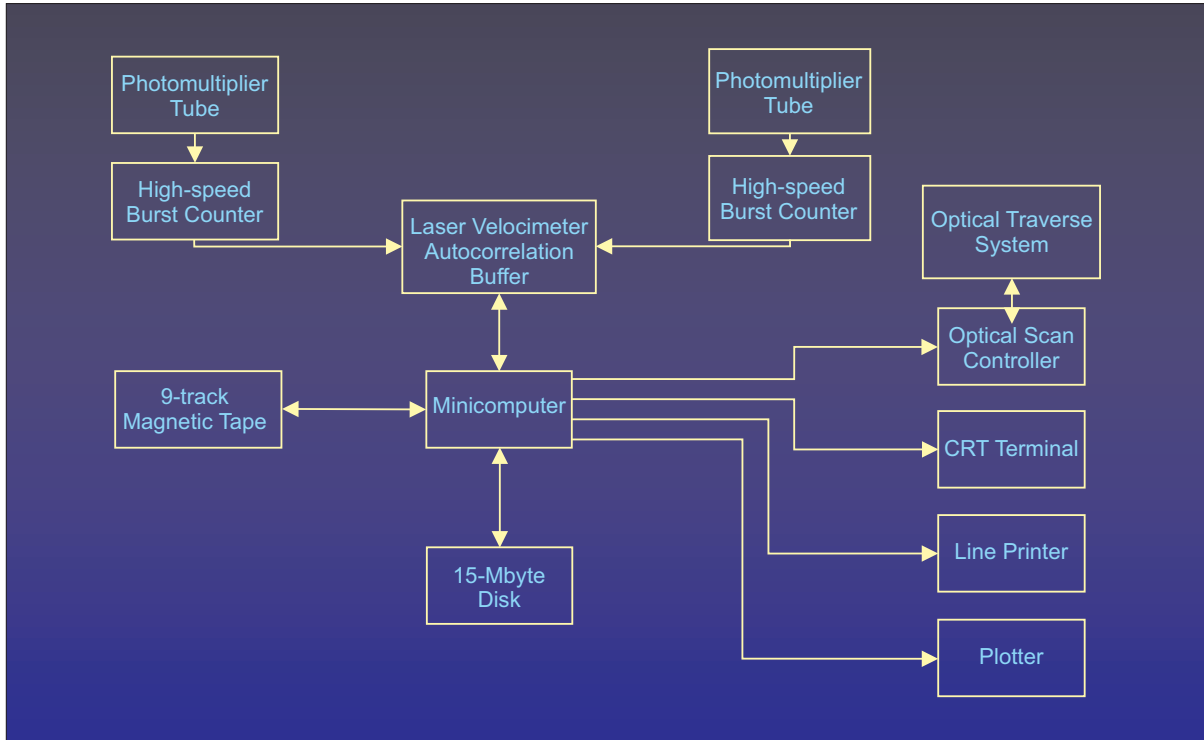 Photomultiplier
Tube
Photomultiplier
Tube
High-speed
Burst Counter
High-speed
Burst Counter
Laser Velocimeter
Autocorrelation
Buffer
Optical Traverse
System
Optical Scan
Controller
9-track
Magnetic Tape
Minicomputer
CRT Terminal
15-Mbyte
Disk
Line Printer
Plotter